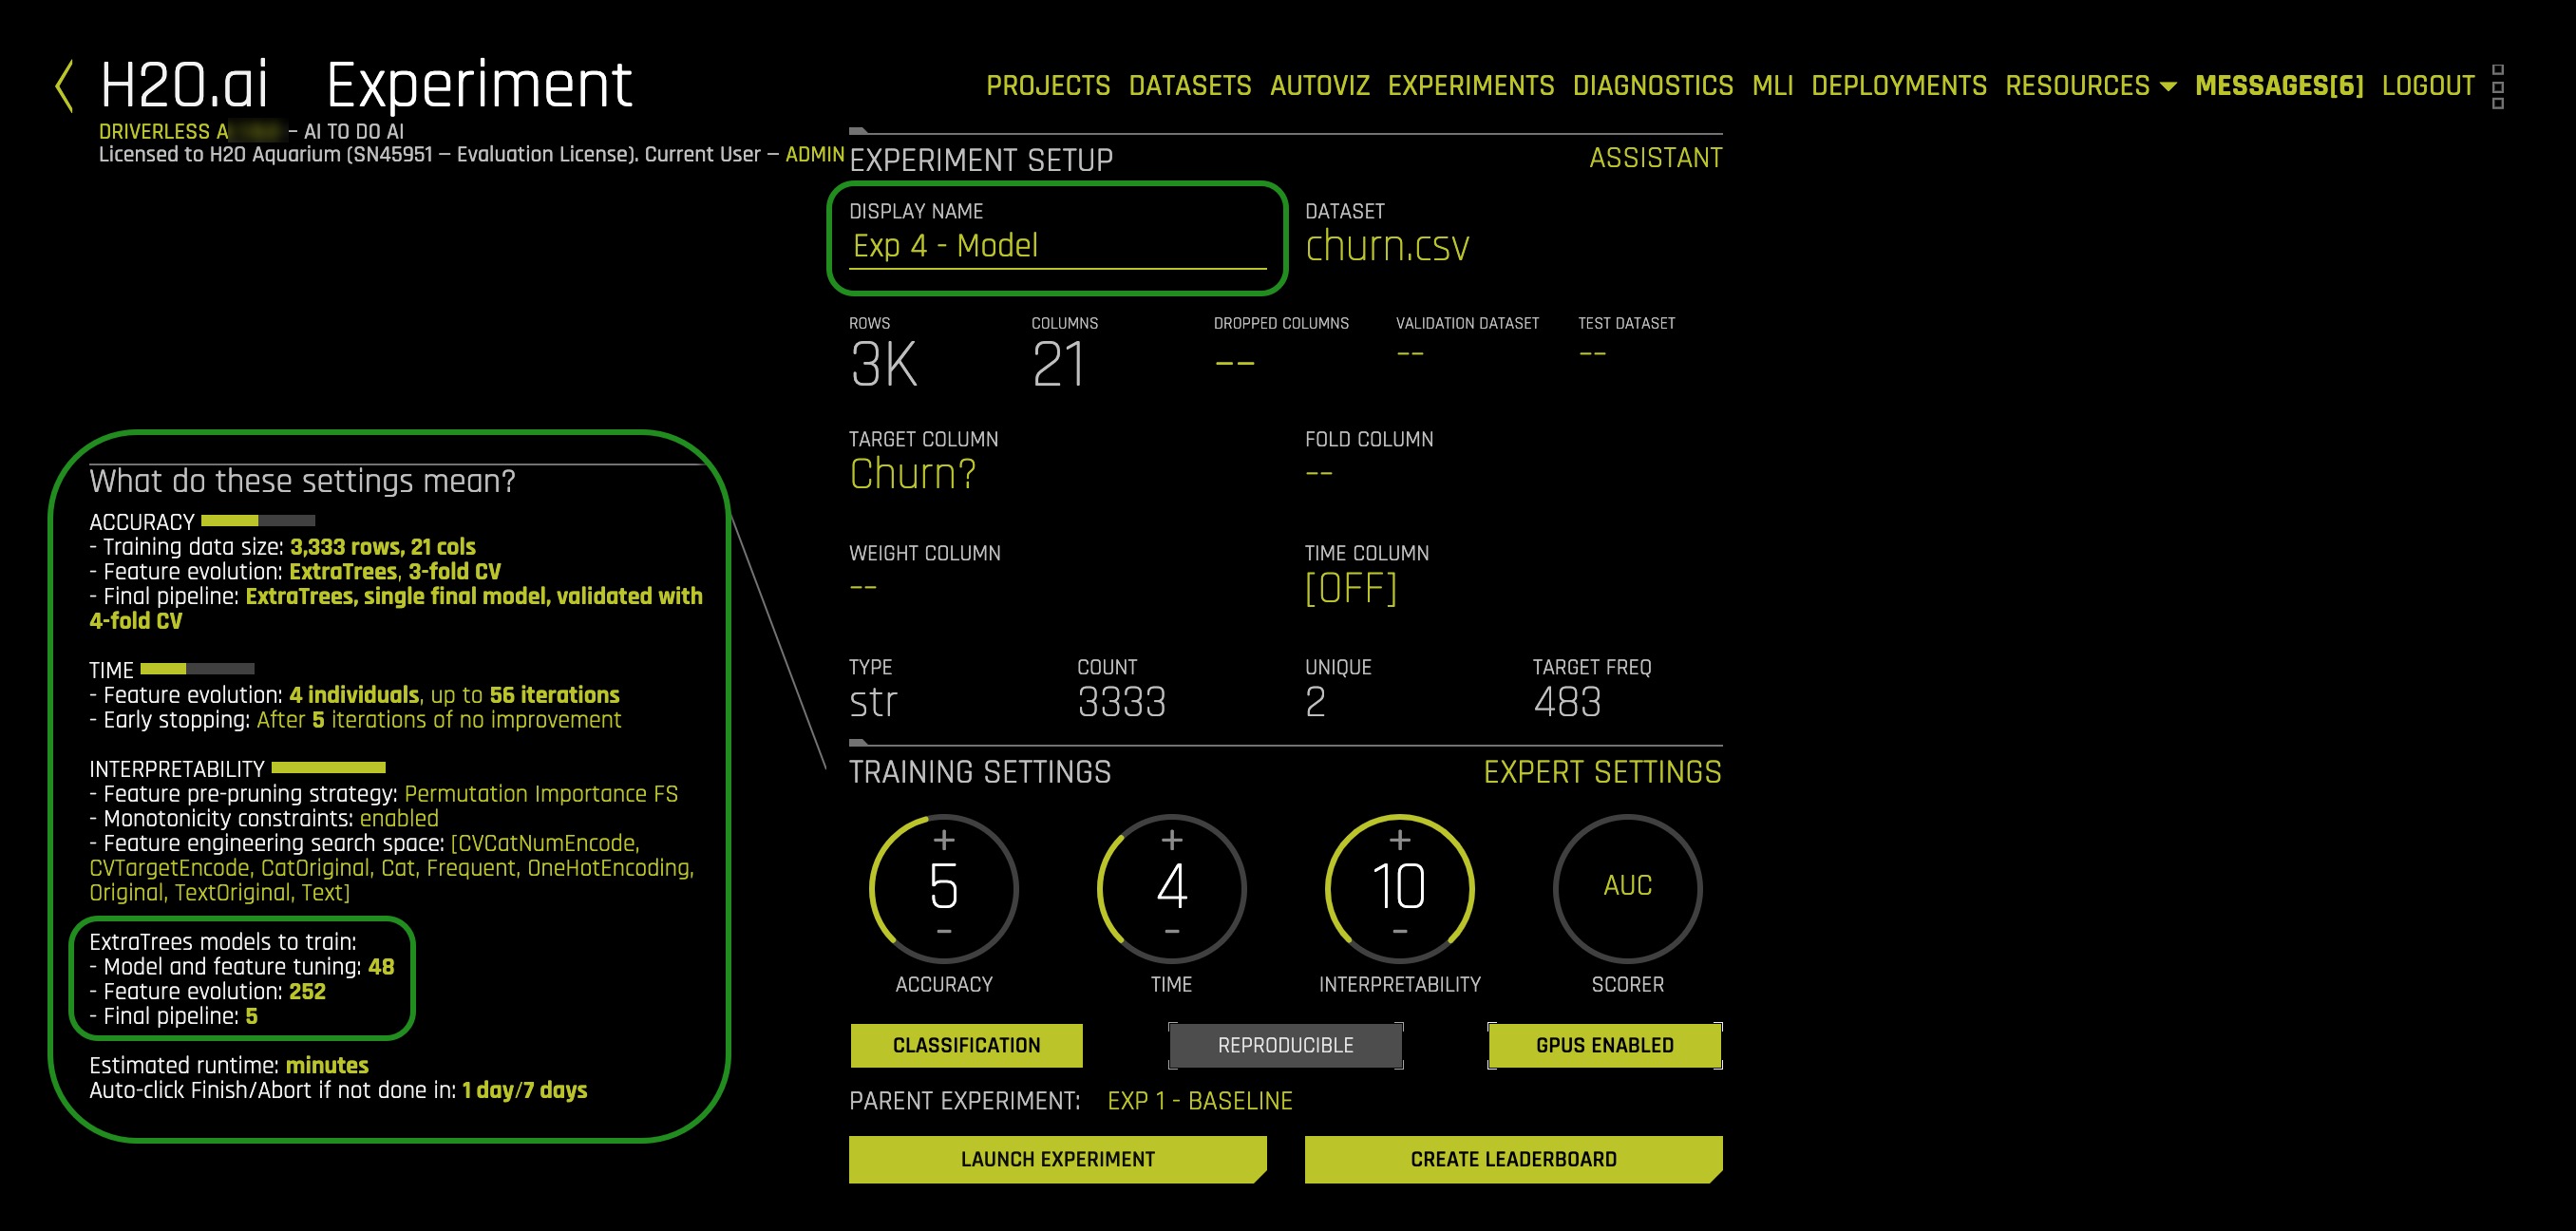 H2O.ai Experiment
DRIVERLESS A – AI TO DO AI
Licensed to H2O Aquarium (SN45951 – Evaluation License). Current User – ADMIN
PROJECTS DATASETS AUTOVIZ EXPERIMENTS DIAGNOSTICS MLI DEPLOYMENTS RESOURCES MESSAGES[6] LOGOUT
EXPERIMENT SETUP ASSISTANT
DISPLAY NAME DATASET
Exp 4 - Model churn.csv
ROWS COLUMNS DROPPED COLUMNS VALIDATION DATASET TEST DATASET
3K 21 -- -- --
TARGET COLUMN FOLD COLUMN
Churn? --
WEIGHT COLUMN TIME COLUMN
-- [OFF]
TYPE COUNT UNIQUE TARGET FREQ
str 3333 2 483
What do these settings mean?
ACCURACY
- Training data size: 3,333 rows, 21 cols
- Feature evolution: ExtraTrees, 3-fold CV
- Final pipeline: ExtraTrees, single final model, validated with
4-fold CV
TIME
- Feature evolution: 4 individuals, up to 56 iterations
- Early stopping: After 5 iterations of no improvement
INTERPRETABILITY
- Feature pre-pruning strategy: Permutation Importance FS
- Monotonicity constraints: enabled
- Feature engineering search space: [CVCatNumEncode,
CVTargetEncode, CatOriginal, Cat, Frequent, OneHotEncoding,
Original, TextOriginal, Text]
ExtraTrees models to train:
- Model and feature tuning: 48
- Feature evolution: 252
- Final pipeline: 5
Estimated runtime: minutes
Auto-click Finish/Abort if not done in: 1 day/7 days
TRAINING SETTINGS EXPERT SETTINGS
+ + +
5 4 10 AUC
- - -
ACCURACY TIME INTERPRETABILITY SCORER
CLASSIFICATION REPRODUCIBLE GPUS ENABLED
PARENT EXPERIMENT: EXP 1 - BASELINE
LAUNCH EXPERIMENT CREATE LEADERBOARD